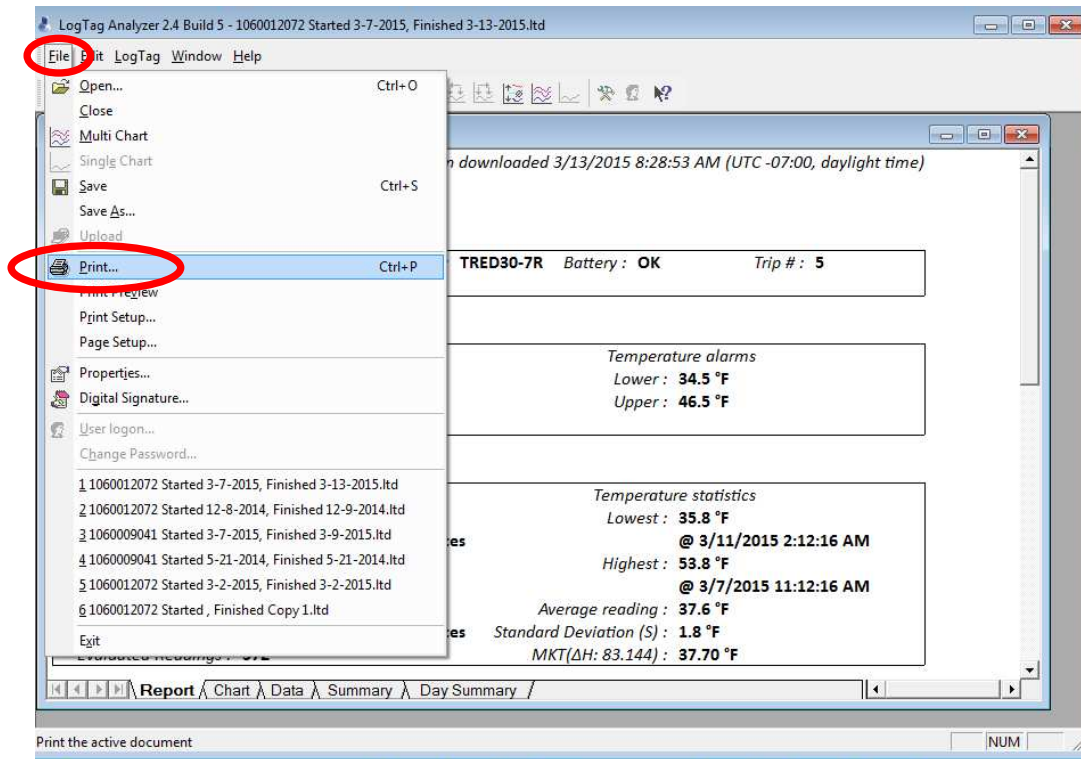 LogTag Analyzer 2.4 Build 5 - 1060012072 Started 3-7-2015, Finished 3-13-2015.ltd
File Edit LogTag Window Help
Open... Ctrl+O
Close
Multi Chart
Single Chart
Save Ctrl+S
Save As...
Upload
Print... Ctrl+P
Print Preview
Print Setup...
Page Setup...
Properties...
Digital Signature...
User logon...
Change Password...
1 1060012072 Started 3-7-2015, Finished 3-13-2015.ltd
2 1060012072 Started 12-8-2014, Finished 12-9-2014.ltd
3 1060009041 Started 3-7-2015, Finished 3-9-2015.ltd
4 1060009041 Started 5-21-2014, Finished 5-21-2014.ltd
5 1060012072 Started 3-2-2015, Finished 3-2-2015.ltd
6 1060012072 Started , Finished Copy 1.ltd
Exit
downloaded 3/13/2015 8:28:53 AM (UTC -07:00, daylight time)
TRED30-7R Battery : OK Trip # : 5
Temperature alarms
Lower : 34.5 °F
Upper : 46.5 °F
Temperature statistics
Lowest : 35.8 °F
@ 3/11/2015 2:12:16 AM
Highest : 53.8 °F
@ 3/7/2015 11:12:16 AM
Average reading : 37.6 °F
Standard Deviation (S) : 1.8 °F
MKT(ΔH: 83.144) : 37.70 °F
Report Chart Data Summary Day Summary
Print the active document NUM